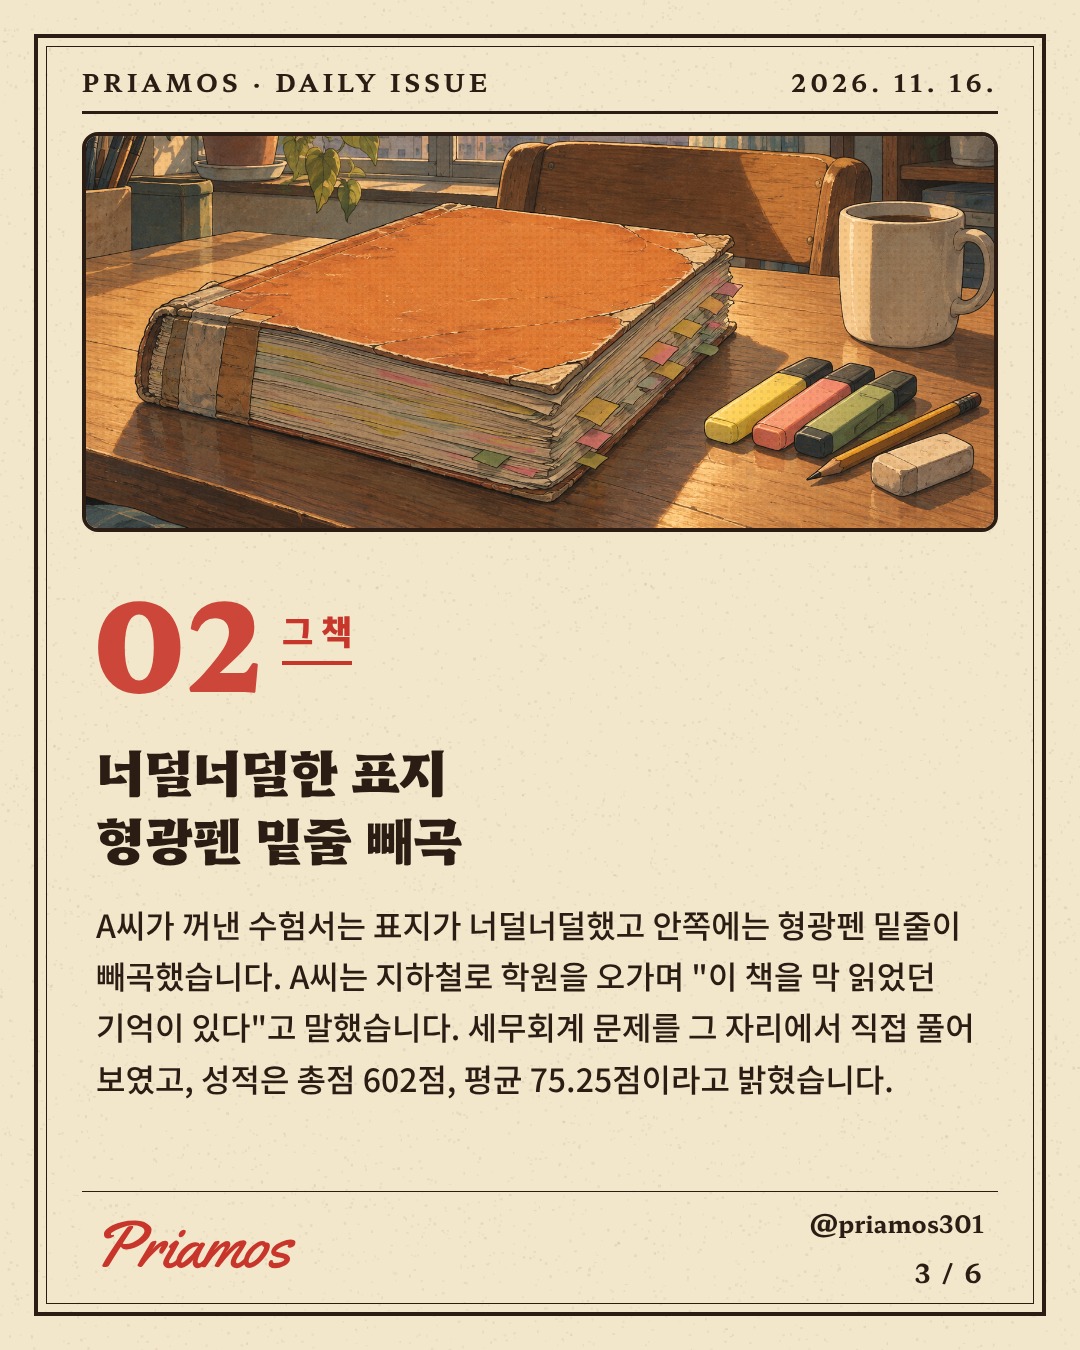 PRIAMOS · DAILY ISSUE
2026. 11. 16.
02
그 책
너덜너덜한 표지
형광펜 밑줄 빼곡
A씨가 꺼낸 수험서는 표지가 너덜너덜했고 안쪽에는 형광펜 밑줄이
빼곡했습니다. A씨는 지하철로 학원을 오가며 "이 책을 막 읽었던
기억이 있다"고 말했습니다. 세무회계 문제를 그 자리에서 직접 풀어
보였고, 성적은 총점 602점, 평균 75.25점이라고 밝혔습니다.
Priamos
@priamos301
3 / 6